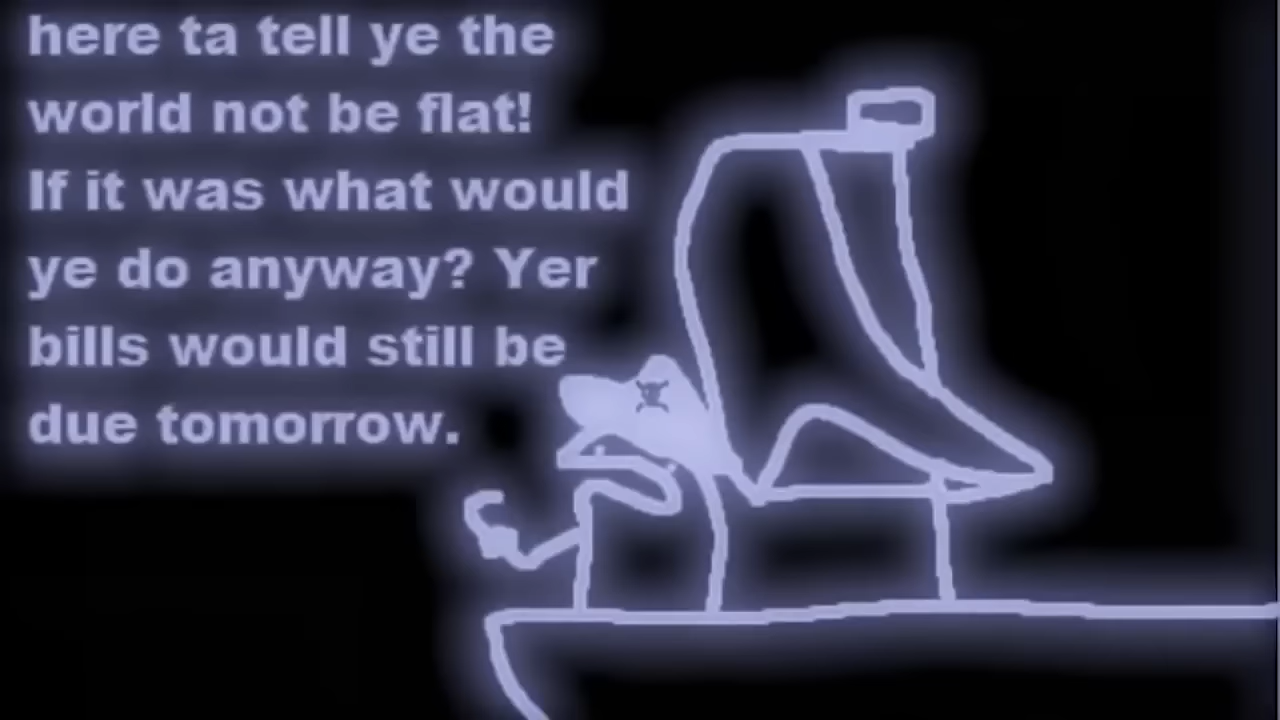 here ta tell ye the
world not be flat!
If it was what would
ye do anyway? Yer
bills would still be
due tomorrow.